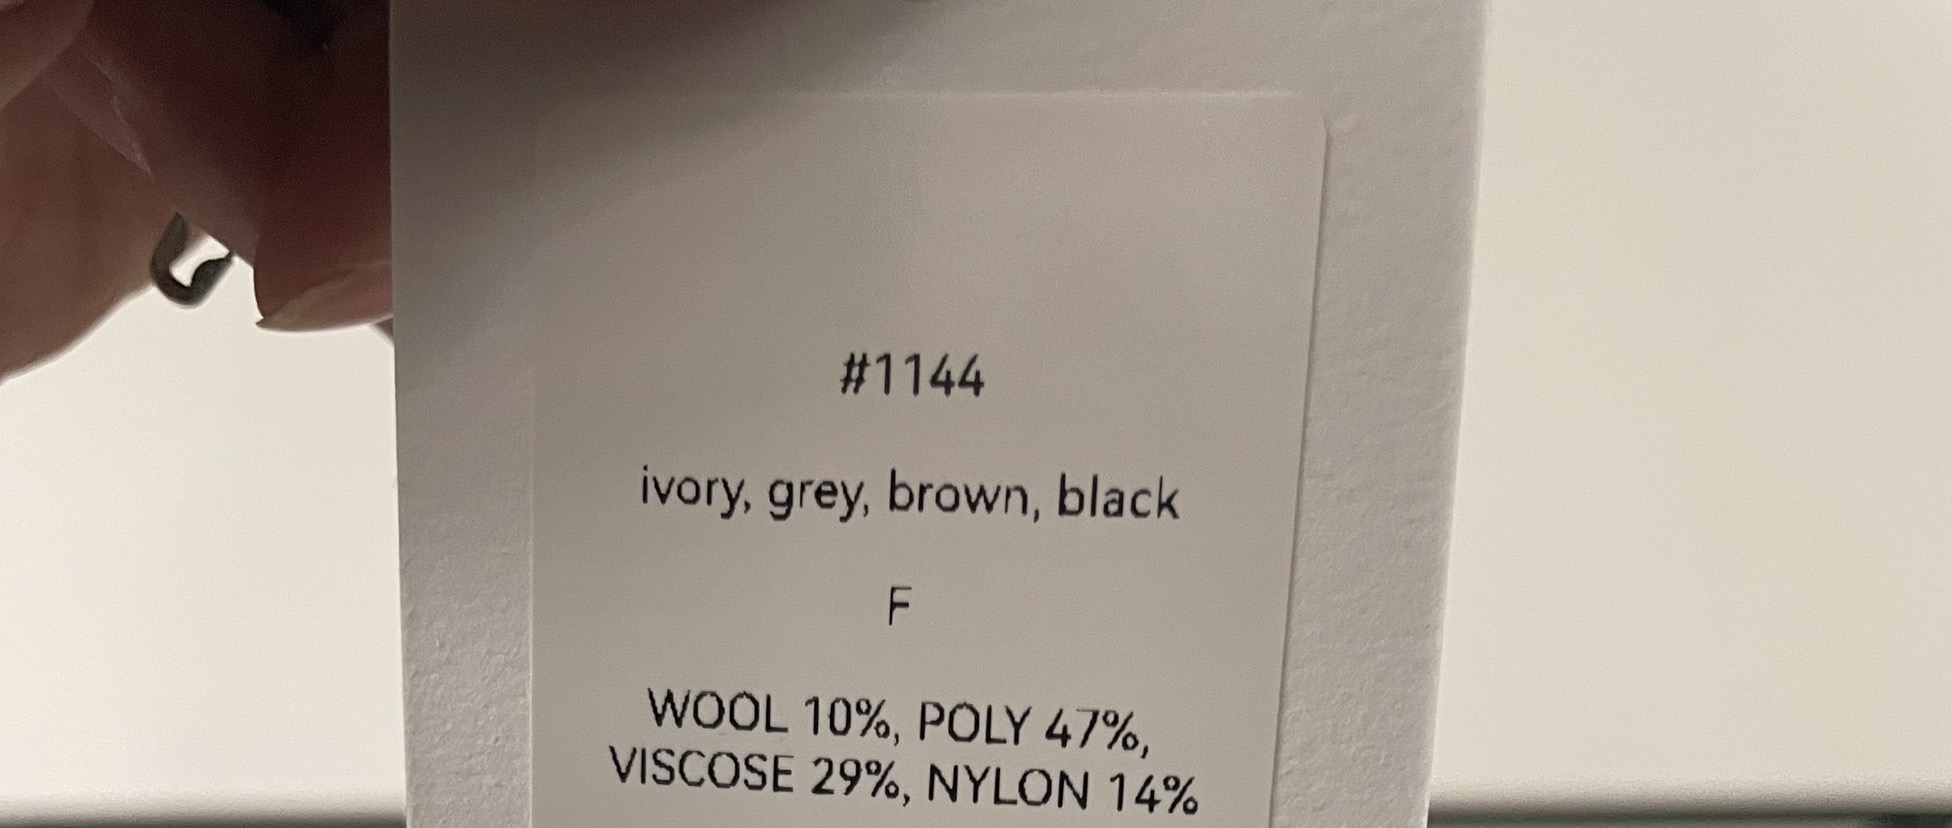 #1144
ivory, grey, brown, black
F
WOOL 10%, POLY 47%,
VISCOSE 29%, NYLON 14%